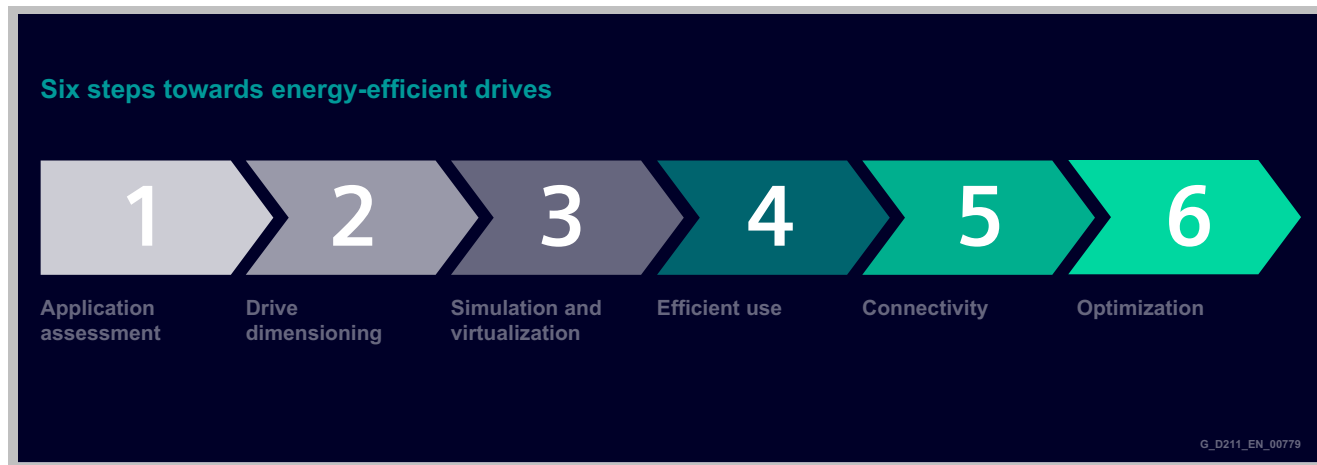 Six steps towards energy-efficient drives
1
2
3
4
5
6
Application
assessment
Drive
dimensioning
Simulation and
virtualization
Efficient use
Connectivity
Optimization
G_D211_EN_00779